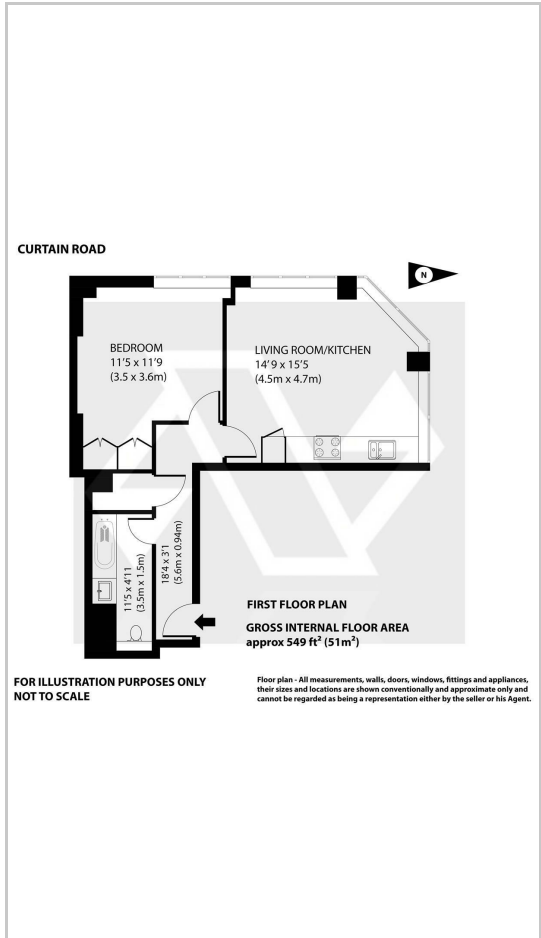 CURTAIN ROAD
N
BEDROOM
11'5 x 11'9
(3.5 x 3.6m)
LIVING ROOM/KITCHEN
14'9 x 15'5
(4.5m x 4.7m)
11'5 x 4'11
(3.5m x 1.5m)
18'4 x 3'1
(5.6m x 0.94m)
FIRST FLOOR PLAN
GROSS INTERNAL FLOOR AREA
approx 549 ft² (51m²)
FOR ILLUSTRATION PURPOSES ONLY
NOT TO SCALE
Floor plan - All measurements, walls, doors, windows, fittings and appliances,
their sizes and locations are shown conventionally and approximate only and
cannot be regarded as being a representation either by the seller or his Agent.